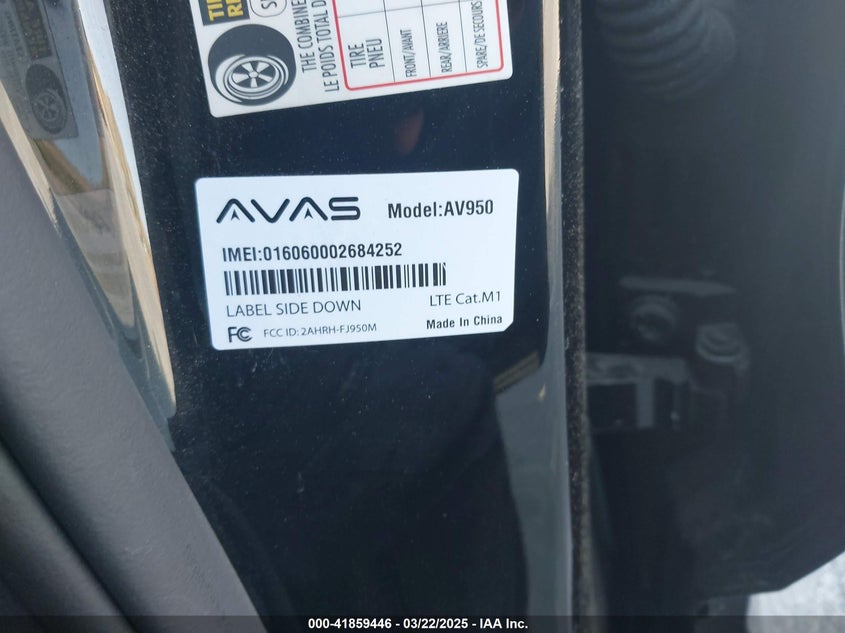 THE COMBINE
LE POIDS TOTAL D
TIRE
PNEU
FRONT/AVANT
REAR/ARRIERE
SPARE/DE SECOURS
AVAS Model:AV950
IMEI:016060002684252
LABEL SIDE DOWN LTE Cat.M1
FC FCC ID: 2AHRH-FJ950M Made In China
000-41859446 - 03/22/2025 - IAA Inc.